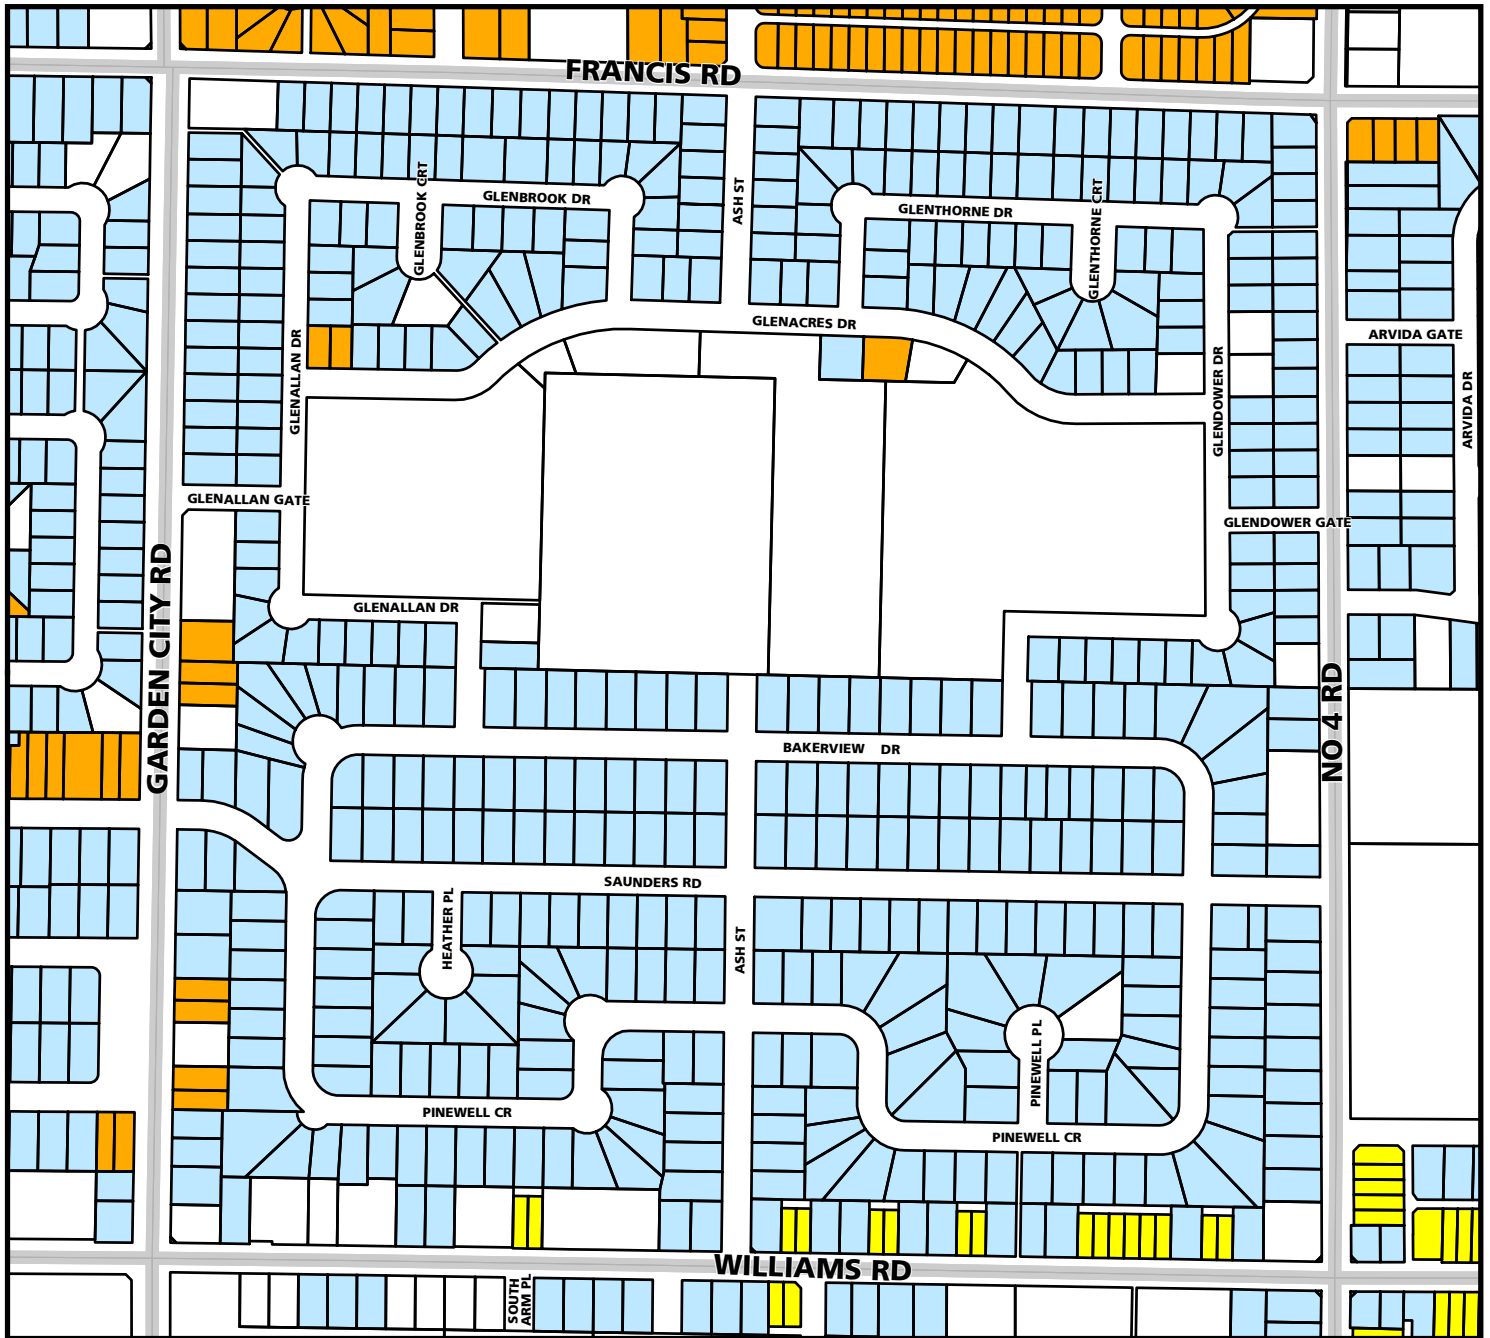 FRANCIS RD
GLENBROOK CRT
GLENBROOK DR
ASH ST
GLENTHORNE DR
GLENTHORNE CRT
GLENACRES DR
ARVIDA GATE
GLENALLAN DR
GLENDOWER DR
ARVIDA DR
GLENALLAN GATE
GLENDOWER GATE
GARDEN CITY RD
GLENALLAN DR
NO 4 RD
BAKERVIEW DR
SAUNDERS RD
HEATHER PL
ASH ST
PINEWELL PL
PINEWELL CR
PINEWELL CR
WILLIAMS RD
SOUTH
ARM PL